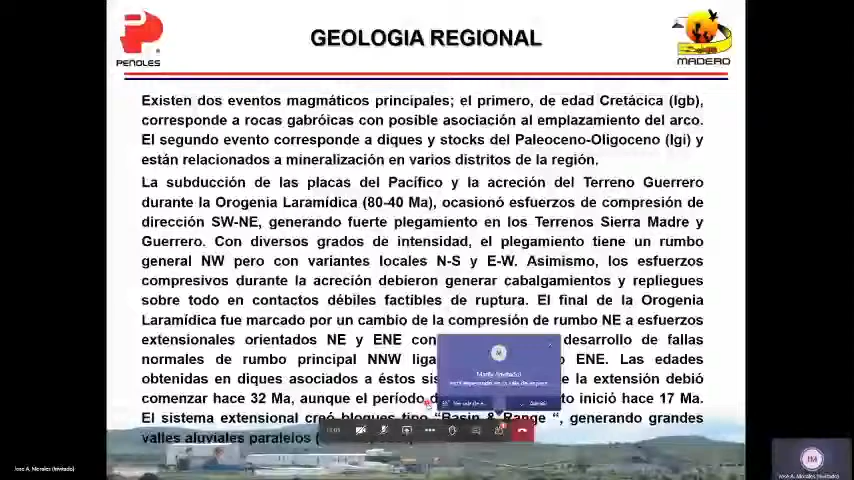 GEOLOGIA REGIONAL
PEÑOLES
MADERO
Existen dos eventos magmáticos principales; el primero, de edad Cretácica (Igb),
corresponde a rocas gabróicas con posible asociación al emplazamiento del arco.
El segundo evento corresponde a diques y stocks del Paleoceno-Oligoceno (Igi) y
están relacionados a mineralización en varios distritos de la región.
La subducción de las placas del Pacífico y la acreción del Terreno Guerrero
durante la Orogenia Laramídica (80-40 Ma), ocasionó esfuerzos de compresión de
dirección SW-NE, generando fuerte plegamiento en los Terrenos Sierra Madre y
Guerrero. Con diversos grados de intensidad, el plegamiento tiene un rumbo
general NW pero con variantes locales N-S y E-W. Asimismo, los esfuerzos
compresivos durante la acreción debieron generar cabalgamientos y repliegues
sobre todo en contactos débiles factibles de ruptura. El final de la Orogenia
Laramídica fue marcado por un cambio de la compresión de rumbo NE a esfuerzos
extensionales orientados NE y ENE con desarrollo de fallas
normales de rumbo principal NNW ENE. Las edades
obtenidas en diques asociados a éstos la extensión debió
comenzar hace 32 Ma, aunque el período inició hace 17 Ma.
El sistema extensional creó bloques tipo “Basin & Range “, generando grandes
valles aluviales paralelos (
Jose A. Morales (Invitado)
Jose A. Morales (Invitado)